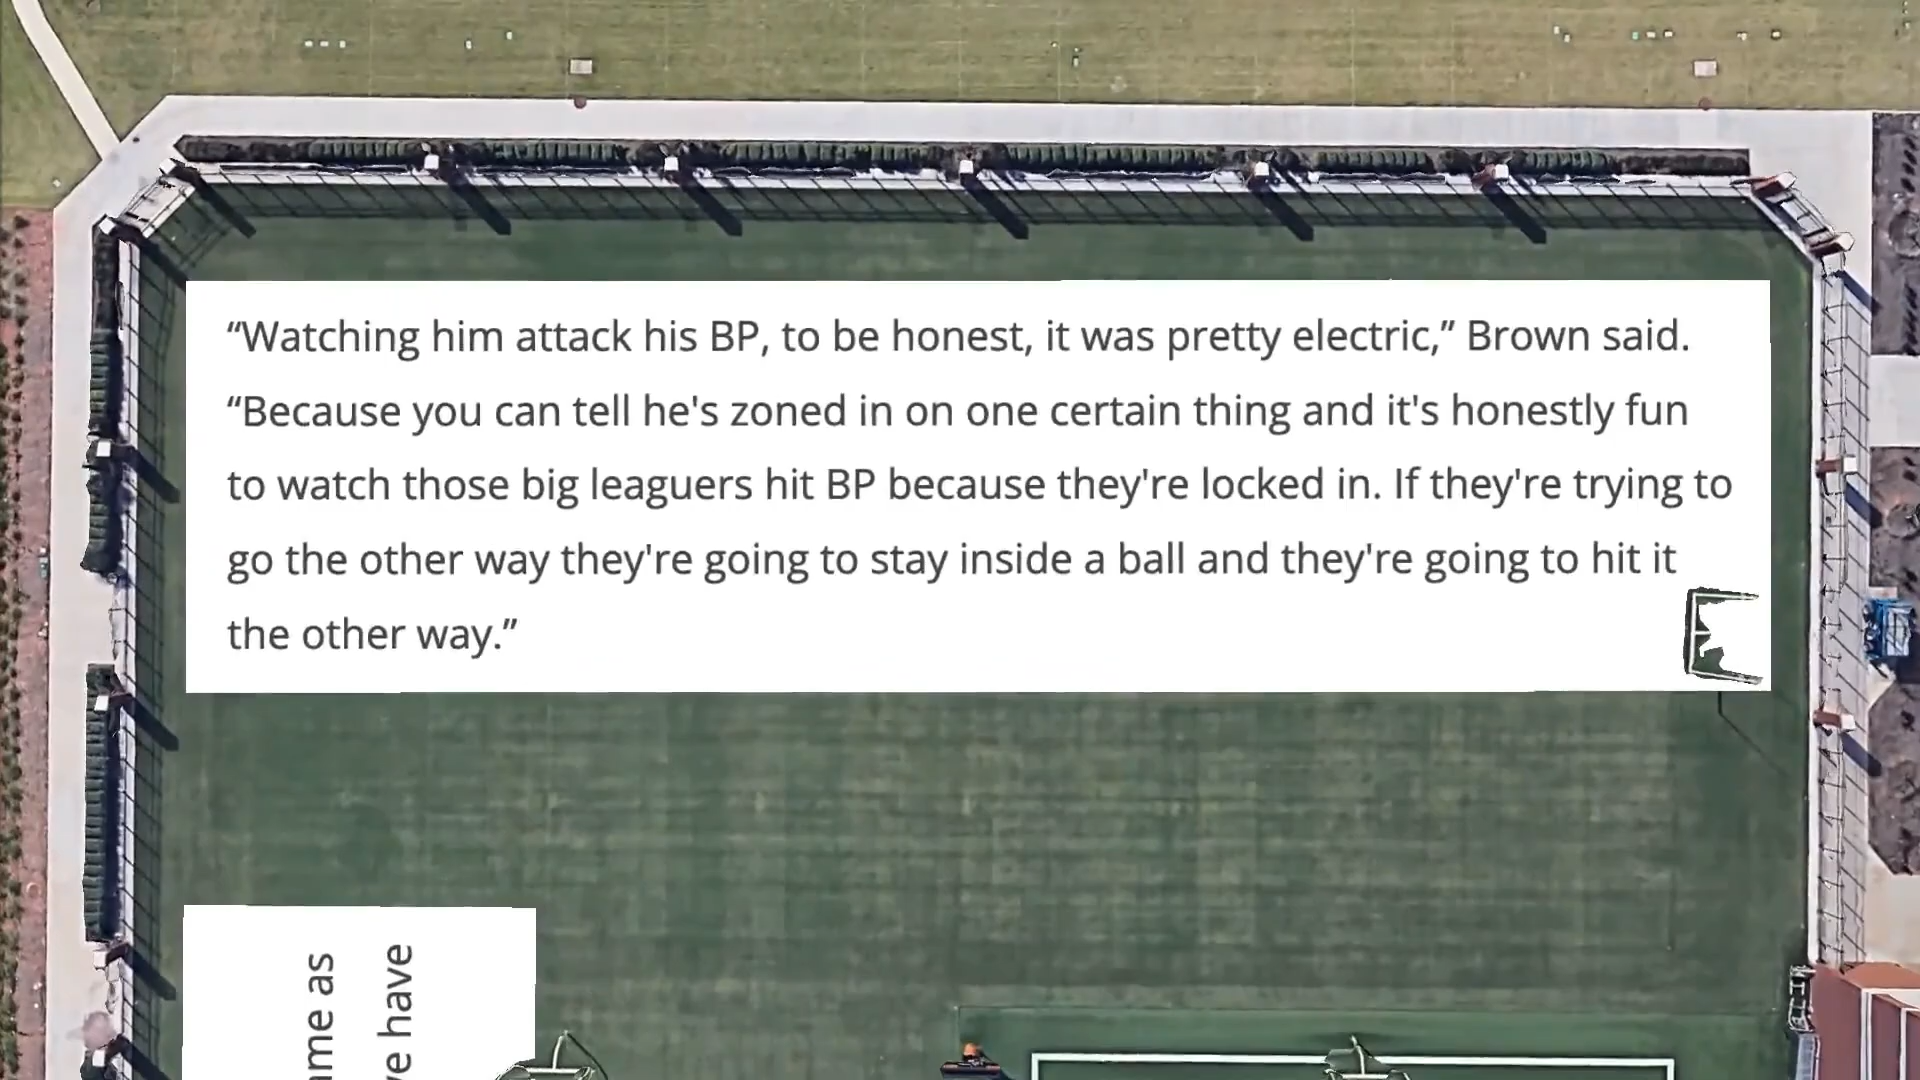 “Watching him attack his BP, to be honest, it was pretty electric,” Brown said.
“Because you can tell he's zoned in on one certain thing and it's honestly fun
to watch those big leaguers hit BP because they're locked in. If they're trying to
go the other way they're going to stay inside a ball and they're going to hit it
the other way.”
as
have